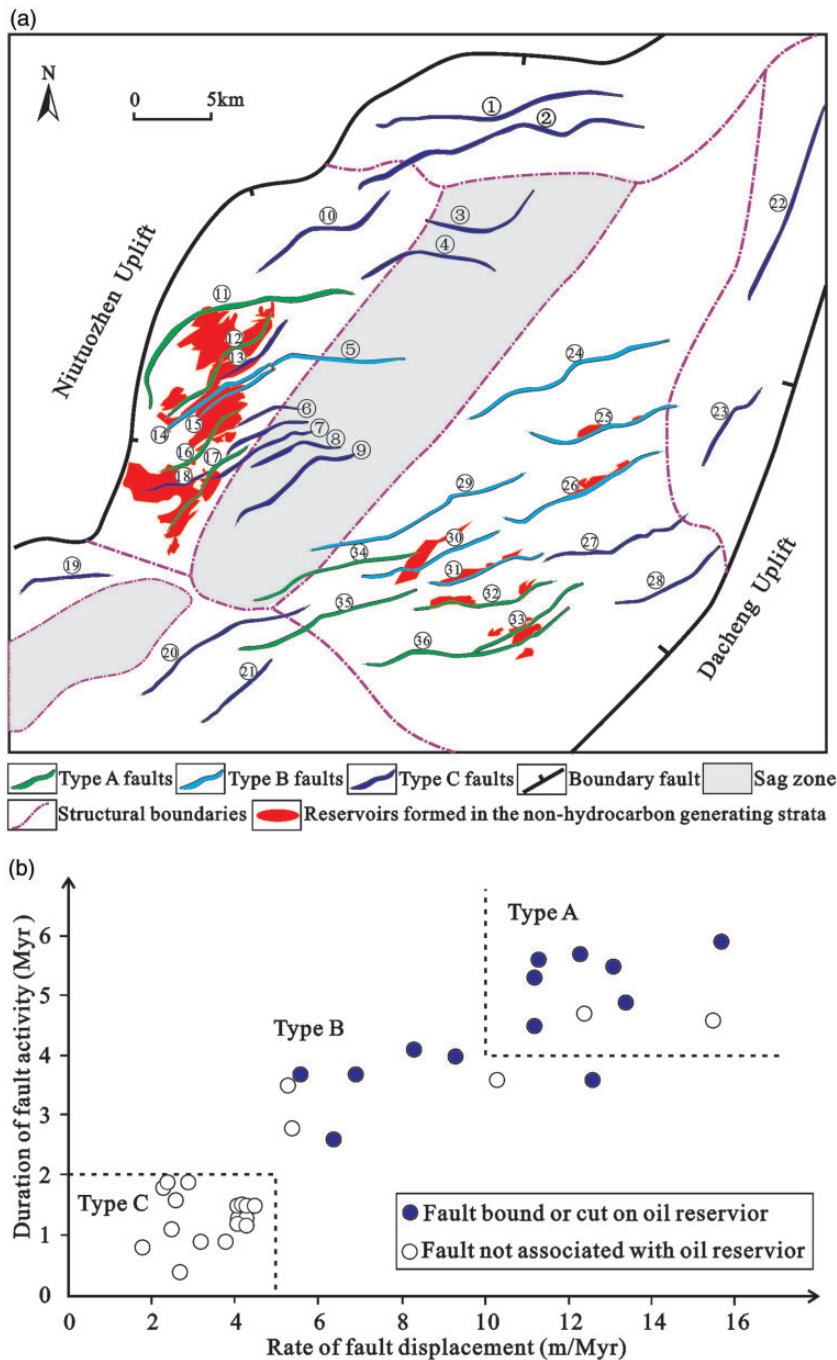 (a)
N
0 5km
①
②
③
④
⑤
⑥
⑦
⑧
⑨
⑩
⑪
⑫
⑬
⑭
⑮
⑯
⑰
⑱
⑲
⑳
㉑
㉒
㉓
㉔
㉕
㉖
㉗
㉘
㉙
㉚
㉛
㉜
㉝
㉞
㉟
㊱
Niutuozhen Uplift
Dacheng Uplift
Type A faults Type B faults Type C faults Boundary fault Sag zone
Structural boundaries Reservoirs formed in the non-hydrocarbon generating strata
(b)
Duration of fault activity (Myr)
6
5
4
3
2
1
0
Type A
Type B
Type C
Fault bound or cut on oil reservior
Fault not associated with oil reservior
0 2 4 6 8 10 12 14 16
Rate of fault displacement (m/Myr)